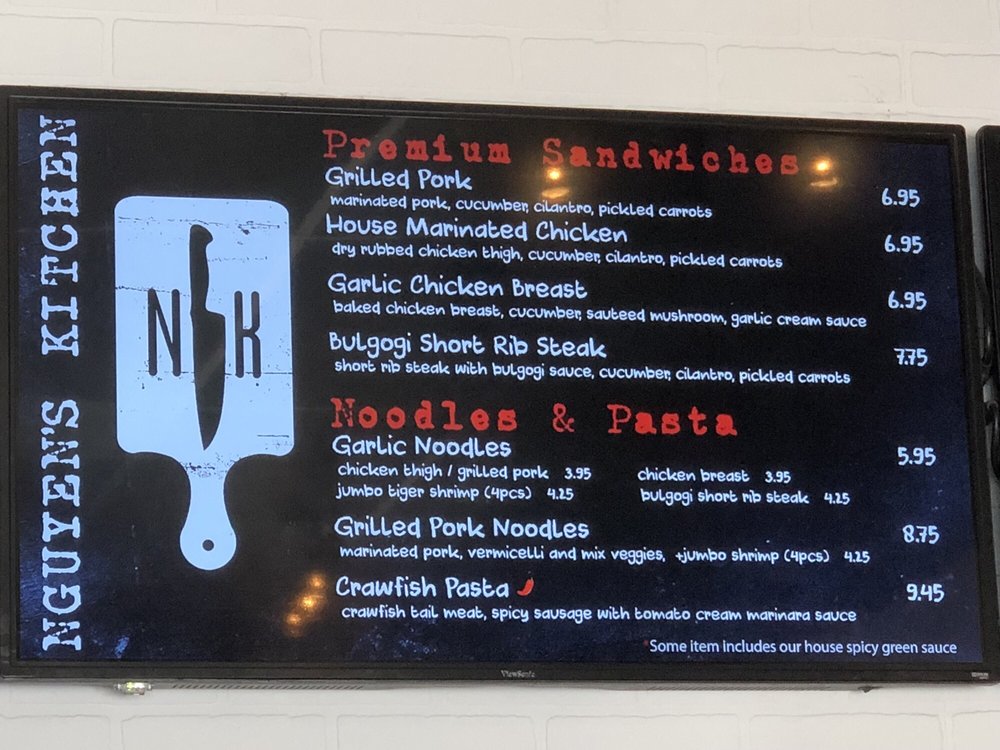 NGUYEN'S KITCHEN
N K
Premium Sandwiches
Grilled Pork 6.95
marinated pork, cucumber, cilantro, pickled carrots
House Marinated Chicken 6.95
dry rubbed chicken thigh, cucumber, cilantro, pickled carrots
Garlic Chicken Breast 6.95
baked chicken breast, cucumber, sauteed mushroom, garlic cream sauce
Bulgogi Short Rib Steak 7.75
short rib steak with bulgogi sauce, cucumber, cilantro, pickled carrots
Noodles & Pasta
Garlic Noodles 5.95
chicken thigh / grilled pork 3.95 chicken breast 3.95
jumbo tiger shrimp (4pcs) 4.25 bulgogi short rib steak 4.25
Grilled Pork Noodles 8.75
marinated pork, vermicelli and mix veggies, +jumbo shrimp (4pcs) 4.25
Crawfish Pasta 9.45
crawfish tail meat, spicy sausage with tomato cream marinara sauce
*Some item includes our house spicy green sauce
ViewSonic